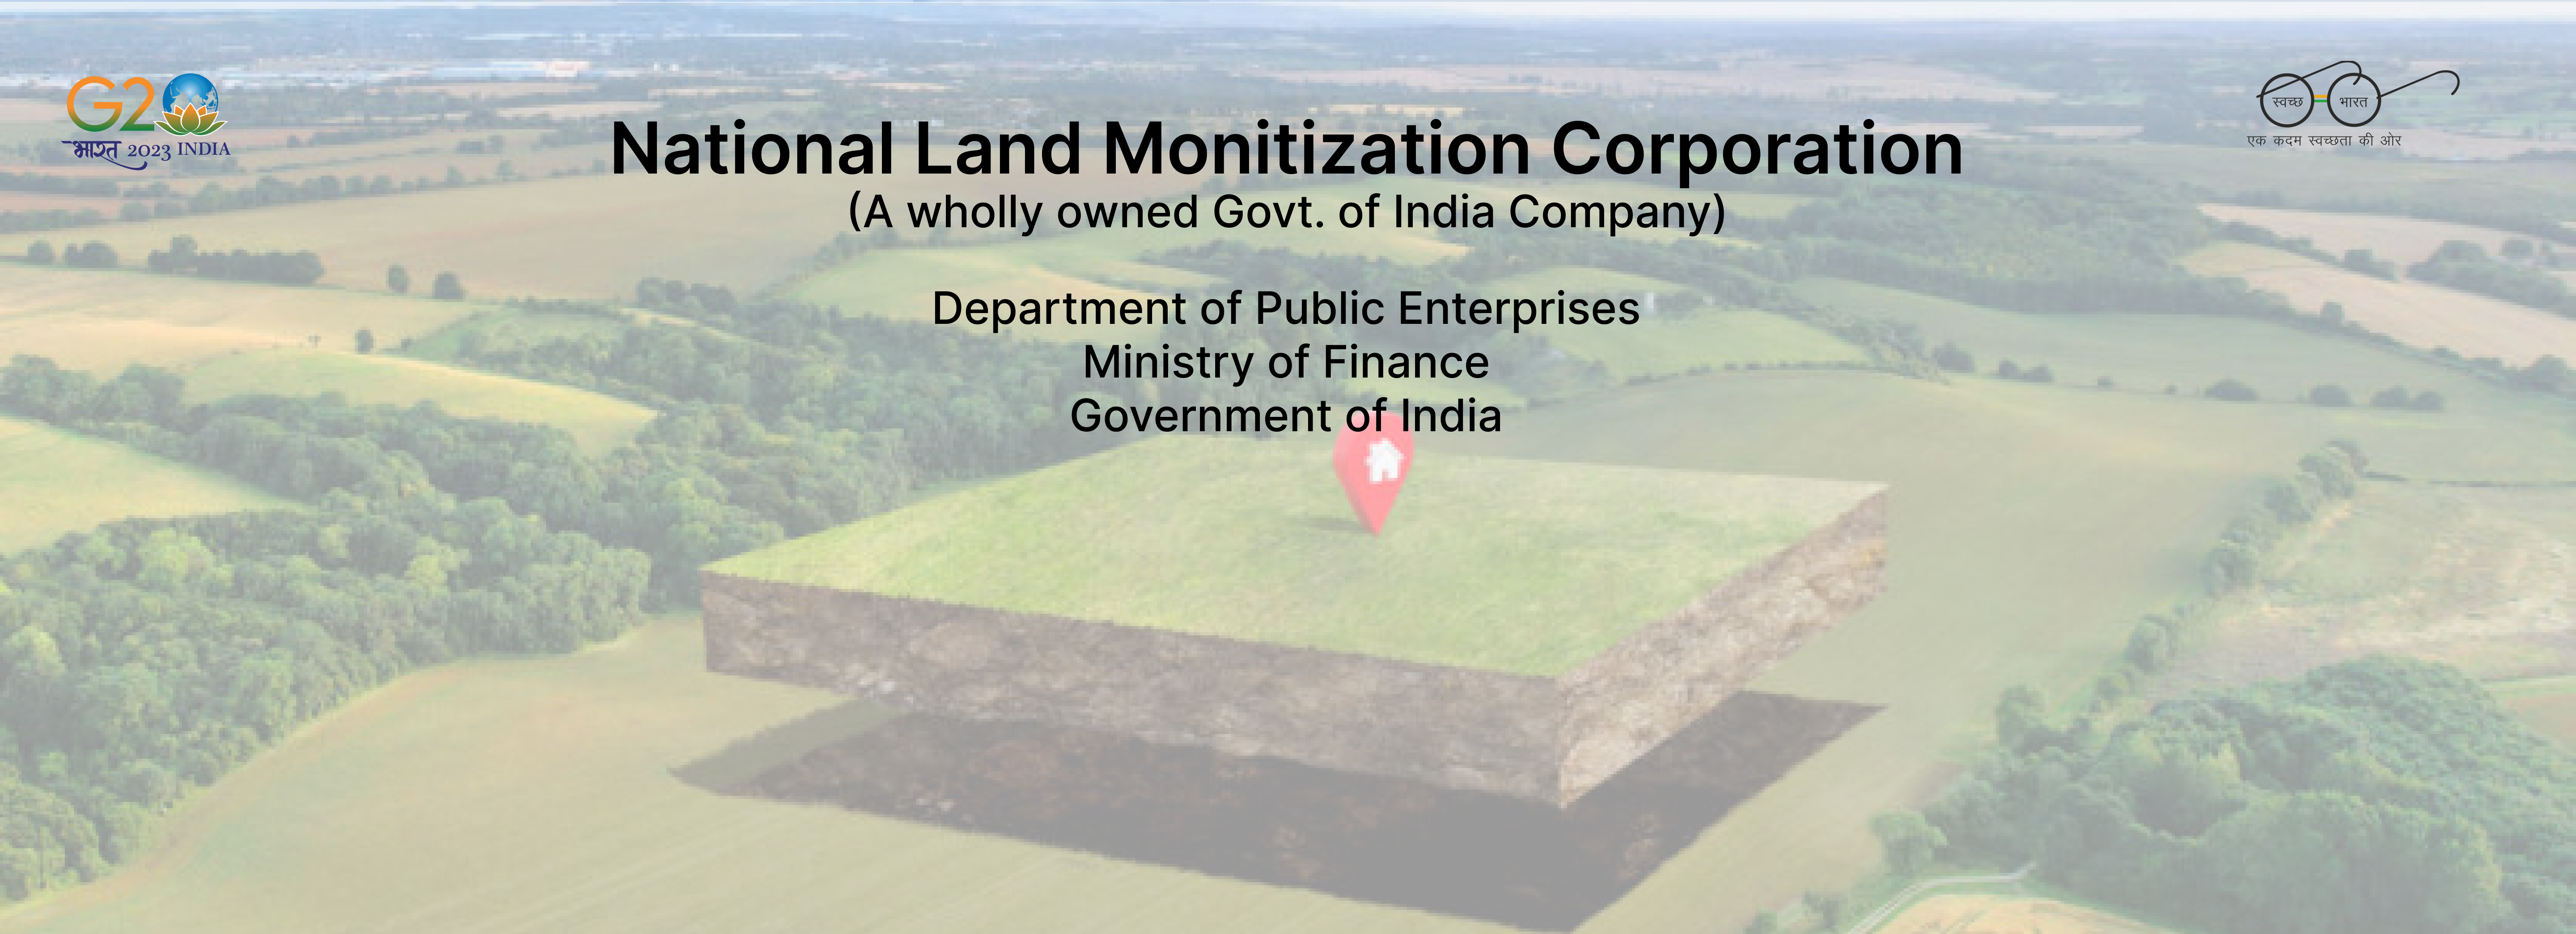 G20
भारत 2023 INDIA
स्वच्छ भारत
एक कदम स्वच्छता की ओर
National Land Monitization Corporation
(A wholly owned Govt. of India Company)
Department of Public Enterprises
Ministry of Finance
Government of India